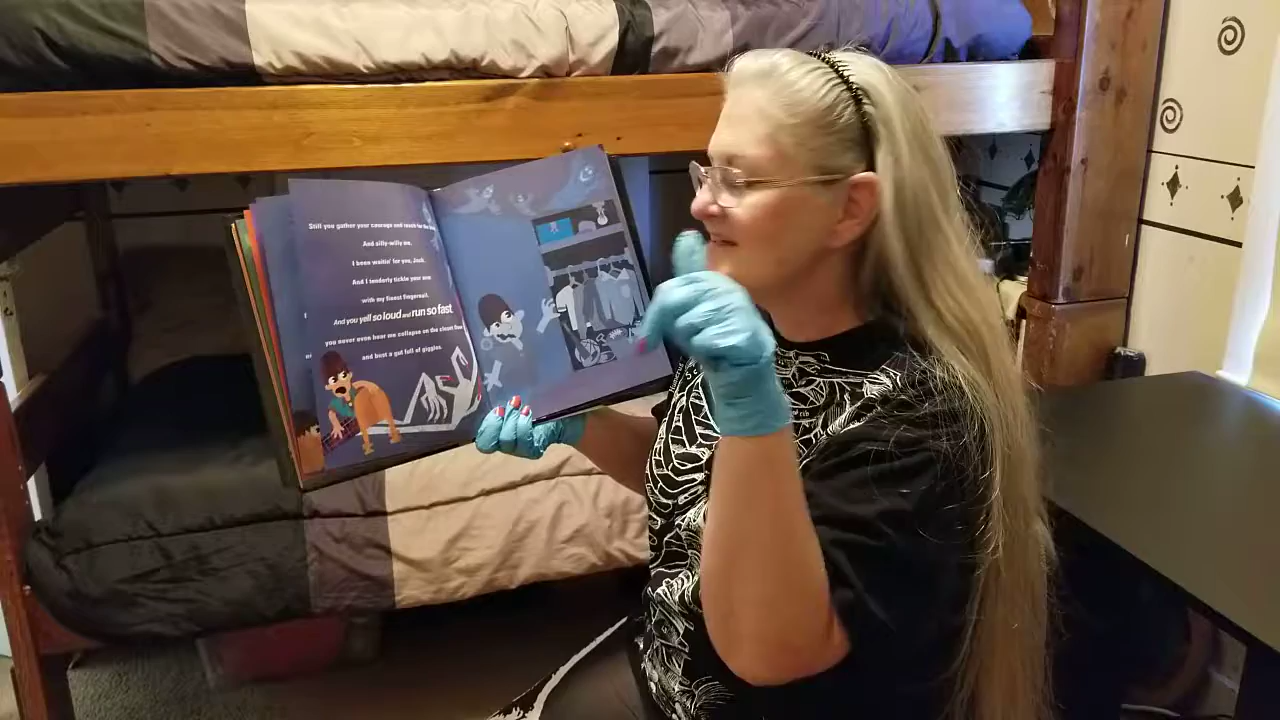 Still you gather your courage and reach for the
And silly-willy me,
I been waitin' for you, Jack.
And I tenderly tickle your arm
with my finest fingernail.
And you yell so loud and run so fast,
you never even hear me collapse on the closet floor
and bust a gut full of giggles.